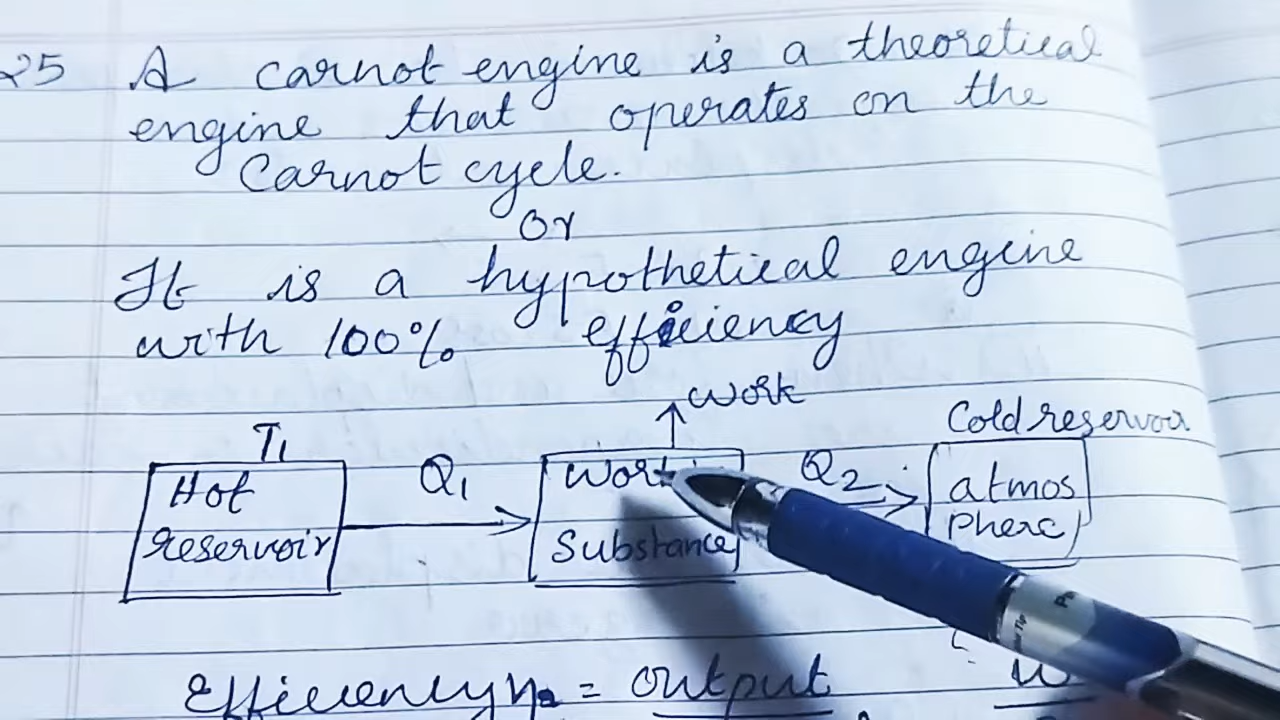 25 A carnot engine is a theoretical
engine that operates on the
Carnot cycle.
Or
It is a hypothetical engine
with 100% efficiency
work
Cold reservoir
T1
Hot
reservoir
Q1
Substance
Q2
atmos
Phere
Efficiency η = output
W